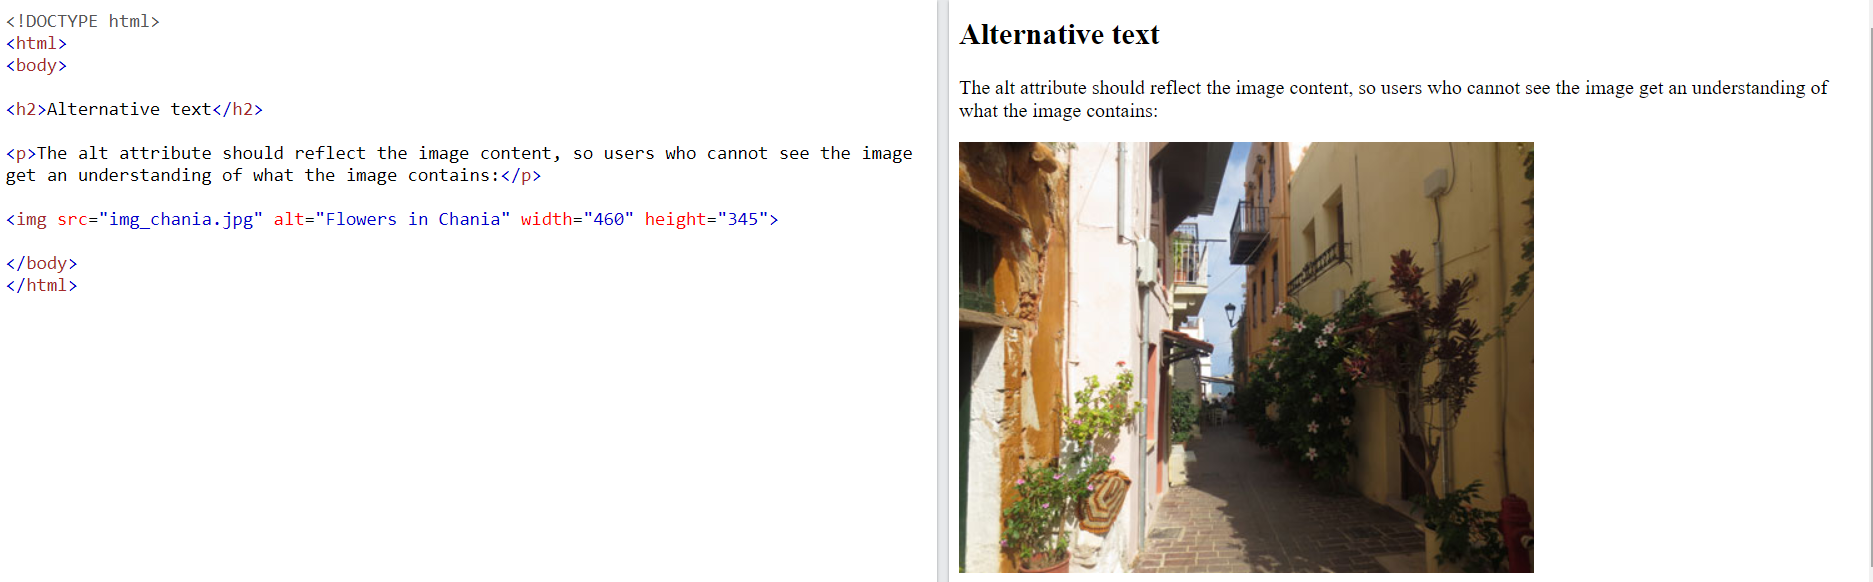 <!DOCTYPE html>
<html>
<body>
<h2>Alternative text</h2>
<p>The alt attribute should reflect the image content, so users who cannot see the image
get an understanding of what the image contains:</p>
<img src="img_chania.jpg" alt="Flowers in Chania" width="460" height="345">
</body>
</html>
Alternative text
The alt attribute should reflect the image content, so users who cannot see the image get an understanding of
what the image contains: